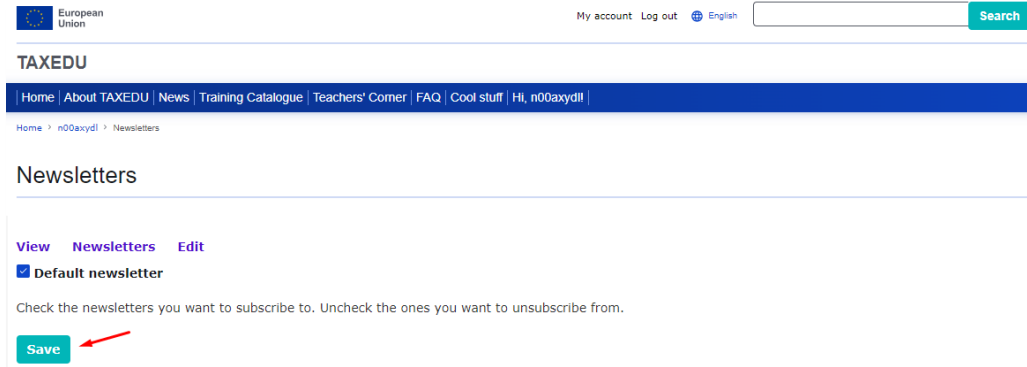 European
Union
My account Log out English Search
TAXEDU
Home | About TAXEDU | News | Training Catalogue | Teachers' Corner | FAQ | Cool stuff | Hi, n00axydl! |
Home > n00axydl > Newsletters
Newsletters
View Newsletters Edit
Default newsletter
Check the newsletters you want to subscribe to. Uncheck the ones you want to unsubscribe from.
Save